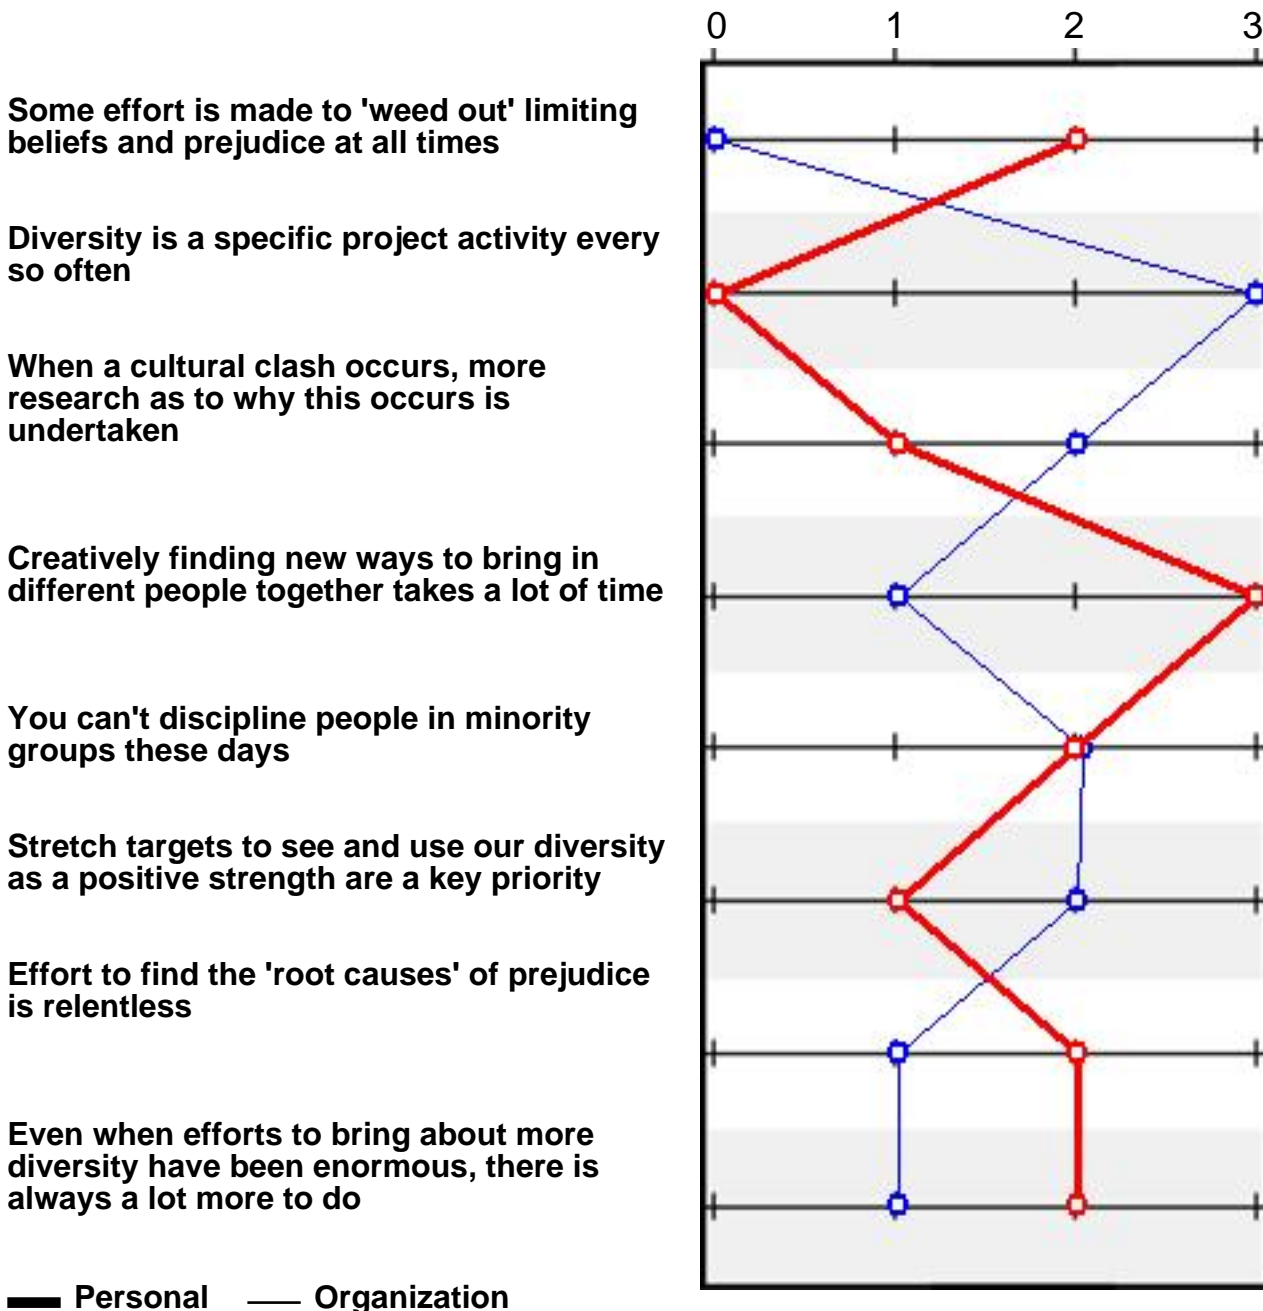 0 1 2 3
Some effort is made to 'weed out' limiting
beliefs and prejudice at all times
Diversity is a specific project activity every
so often
When a cultural clash occurs, more
research as to why this occurs is
undertaken
Creatively finding new ways to bring in
different people together takes a lot of time
You can't discipline people in minority
groups these days
Stretch targets to see and use our diversity
as a positive strength are a key priority
Effort to find the 'root causes' of prejudice
is relentless
Even when efforts to bring about more
diversity have been enormous, there is
always a lot more to do
Personal Organization